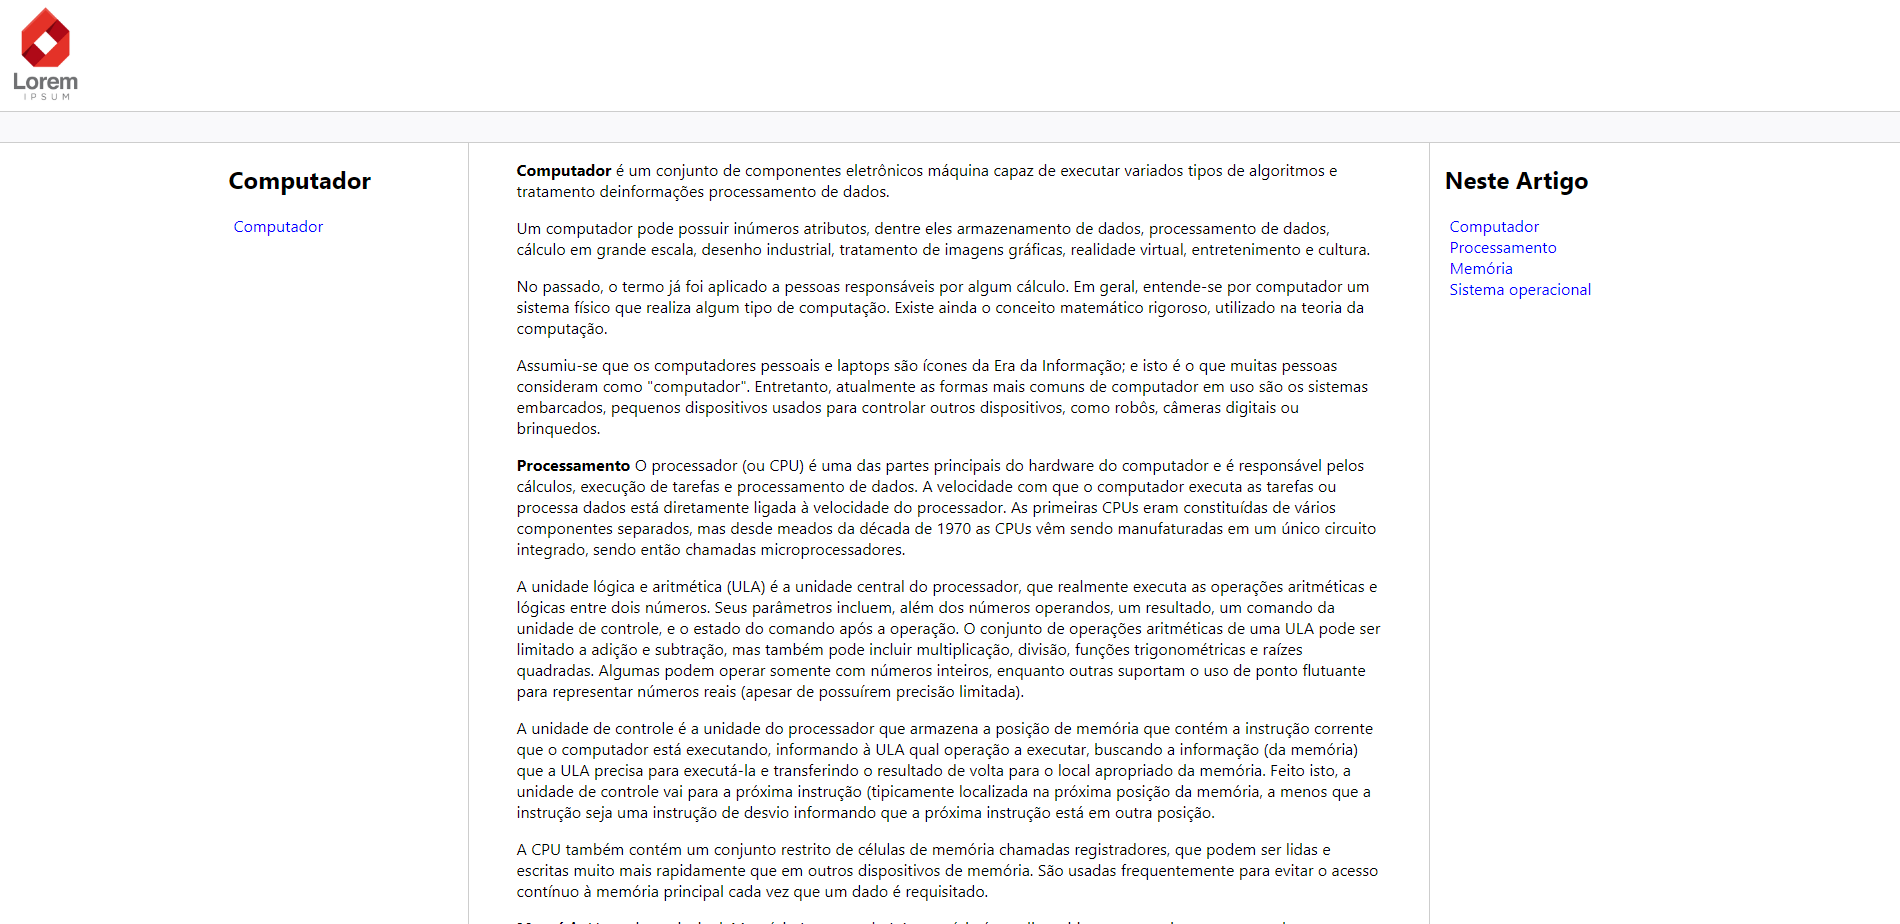 Lorem
IPSUM
Computador
Computador
Computador é um conjunto de componentes eletrônicos máquina capaz de executar variados tipos de algoritmos e
tratamento deinformações processamento de dados.
Um computador pode possuir inúmeros atributos, dentre eles armazenamento de dados, processamento de dados,
cálculo em grande escala, desenho industrial, tratamento de imagens gráficas, realidade virtual, entretenimento e cultura.
No passado, o termo já foi aplicado a pessoas responsáveis por algum cálculo. Em geral, entende-se por computador um
sistema físico que realiza algum tipo de computação. Existe ainda o conceito matemático rigoroso, utilizado na teoria da
computação.
Assumiu-se que os computadores pessoais e laptops são ícones da Era da Informação; e isto é o que muitas pessoas
consideram como "computador". Entretanto, atualmente as formas mais comuns de computador em uso são os sistemas
embarcados, pequenos dispositivos usados para controlar outros dispositivos, como robôs, câmeras digitais ou
brinquedos.
Processamento O processador (ou CPU) é uma das partes principais do hardware do computador e é responsável pelos
cálculos, execução de tarefas e processamento de dados. A velocidade com que o computador executa as tarefas ou
processa dados está diretamente ligada à velocidade do processador. As primeiras CPUs eram constituídas de vários
componentes separados, mas desde meados da década de 1970 as CPUs vêm sendo manufaturadas em um único circuito
integrado, sendo então chamadas microprocessadores.
A unidade lógica e aritmética (ULA) é a unidade central do processador, que realmente executa as operações aritméticas e
lógicas entre dois números. Seus parâmetros incluem, além dos números operandos, um resultado, um comando da
unidade de controle, e o estado do comando após a operação. O conjunto de operações aritméticas de uma ULA pode ser
limitado a adição e subtração, mas também pode incluir multiplicação, divisão, funções trigonométricas e raízes
quadradas. Algumas podem operar somente com números inteiros, enquanto outras suportam o uso de ponto flutuante
para representar números reais (apesar de possuírem precisão limitada).
A unidade de controle é a unidade do processador que armazena a posição de memória que contém a instrução corrente
que o computador está executando, informando à ULA qual operação a executar, buscando a informação (da memória)
que a ULA precisa para executá-la e transferindo o resultado de volta para o local apropriado da memória. Feito isto, a
unidade de controle vai para a próxima instrução (tipicamente localizada na próxima posição da memória, a menos que a
instrução seja uma instrução de desvio informando que a próxima instrução está em outra posição.
A CPU também contém um conjunto restrito de células de memória chamadas registradores, que podem ser lidas e
escritas muito mais rapidamente que em outros dispositivos de memória. São usadas frequentemente para evitar o acesso
contínuo à memória principal cada vez que um dado é requisitado.
Neste Artigo
Computador
Processamento
Memória
Sistema operacional